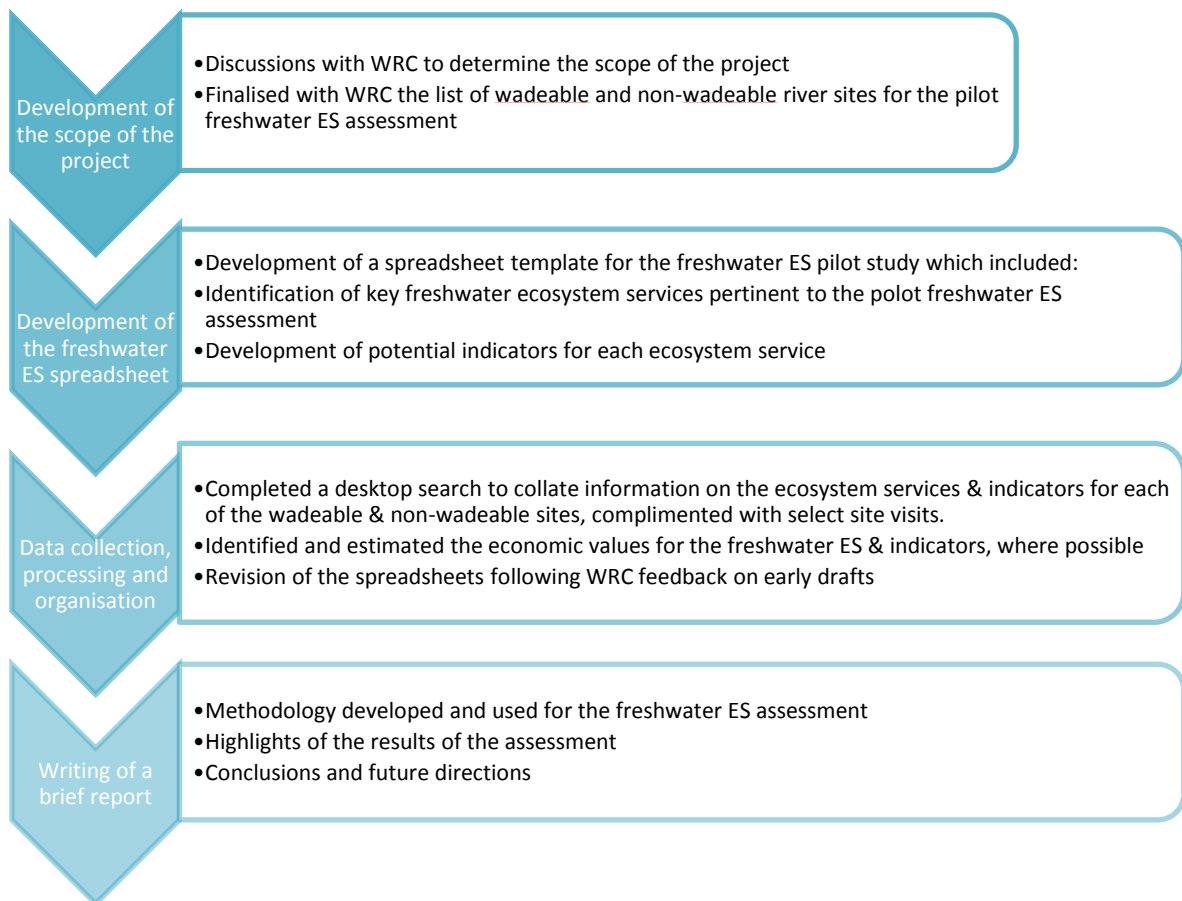 Development of
the scope of the
project
•Discussions with WRC to determine the scope of the project
•Finalised with WRC the list of wadeable and non-wadeable river sites for the pilot
freshwater ES assessment
Development of
the freshwater
ES spreadsheet
•Development of a spreadsheet template for the freshwater ES pilot study which included:
•Identification of key freshwater ecosystem services pertinent to the polot freshwater ES
assessment
•Development of potential indicators for each ecosystem service
Data collection,
processing and
organisation
•Completed a desktop search to collate information on the ecosystem services & indicators for each
of the wadeable & non-wadeable sites, complimented with select site visits.
•Identified and estimated the economic values for the freshwater ES & indicators, where possible
•Revision of the spreadsheets following WRC feedback on early drafts
Writing of a
brief report
•Methodology developed and used for the freshwater ES assessment
•Highlights of the results of the assessment
•Conclusions and future directions